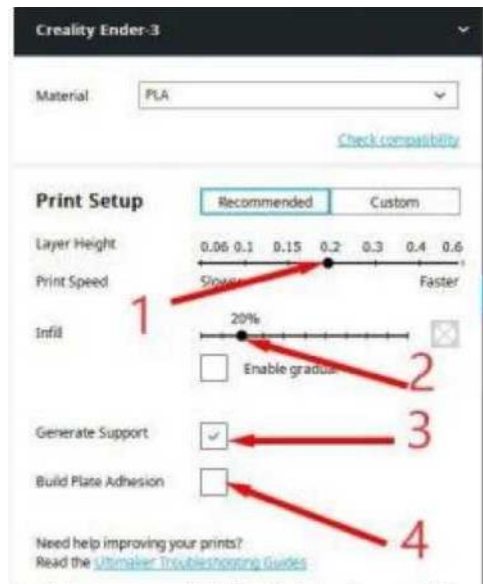 Creality Ender-3
Material PLA
Check compatibility
Print Setup Recommended Custom
Layer Height 0.06 0.1 0.15 0.2 0.3 0.4 0.6
Print Speed Slower Faster
1
20%
Infill
Enable gradual
2
Generate Support 3
Build Plate Adhesion
4
Need help improving your prints?
Read the Ultimaker Troubleshooting Guides